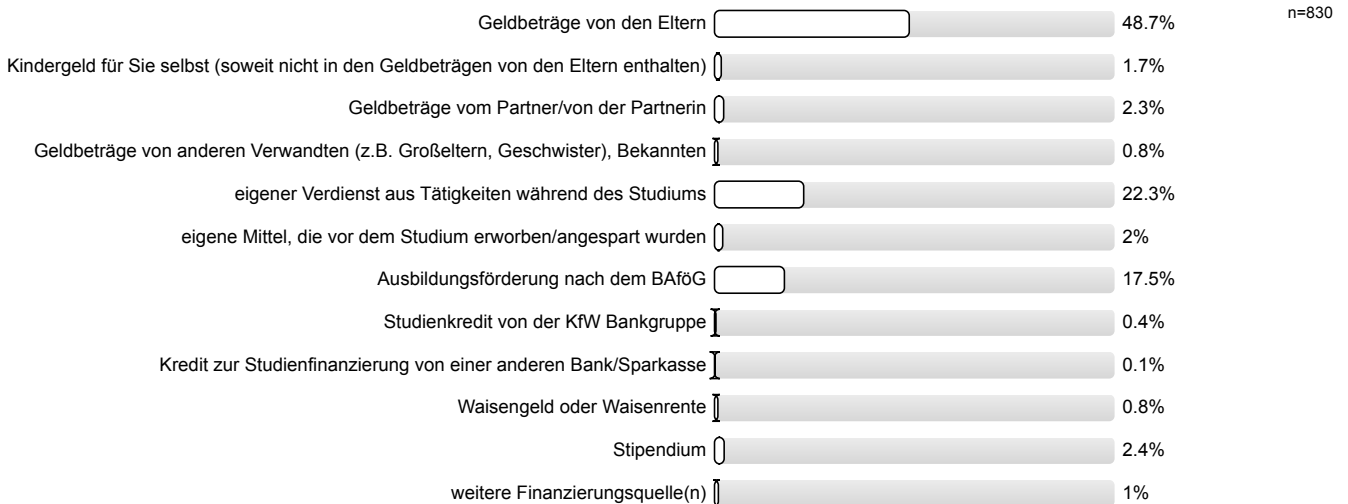 Geldbeträge von den Eltern 48.7% n=830
Kindergeld für Sie selbst (soweit nicht in den Geldbeträgen von den Eltern enthalten) 1.7%
Geldbeträge vom Partner/von der Partnerin 2.3%
Geldbeträge von anderen Verwandten (z.B. Großeltern, Geschwister), Bekannten 0.8%
eigener Verdienst aus Tätigkeiten während des Studiums 22.3%
eigene Mittel, die vor dem Studium erworben/angespart wurden 2%
Ausbildungsförderung nach dem BAföG 17.5%
Studienkredit von der KfW Bankgruppe 0.4%
Kredit zur Studienfinanzierung von einer anderen Bank/Sparkasse 0.1%
Waisengeld oder Waisenrente 0.8%
Stipendium 2.4%
weitere Finanzierungsquelle(n) 1%